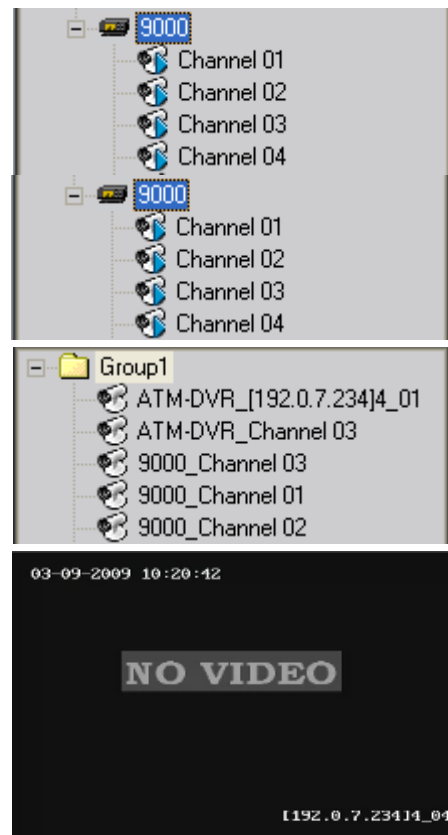 9000
Channel 01
Channel 02
Channel 03
Channel 04
9000
Channel 01
Channel 02
Channel 03
Channel 04
Group1
ATM-DVR_[192.0.7.234]4_01
ATM-DVR_Channel 03
9000_Channel 03
9000_Channel 01
9000_Channel 02
03-09-2009 10:20:42
NO VIDEO
[192.0.7.234]4_04